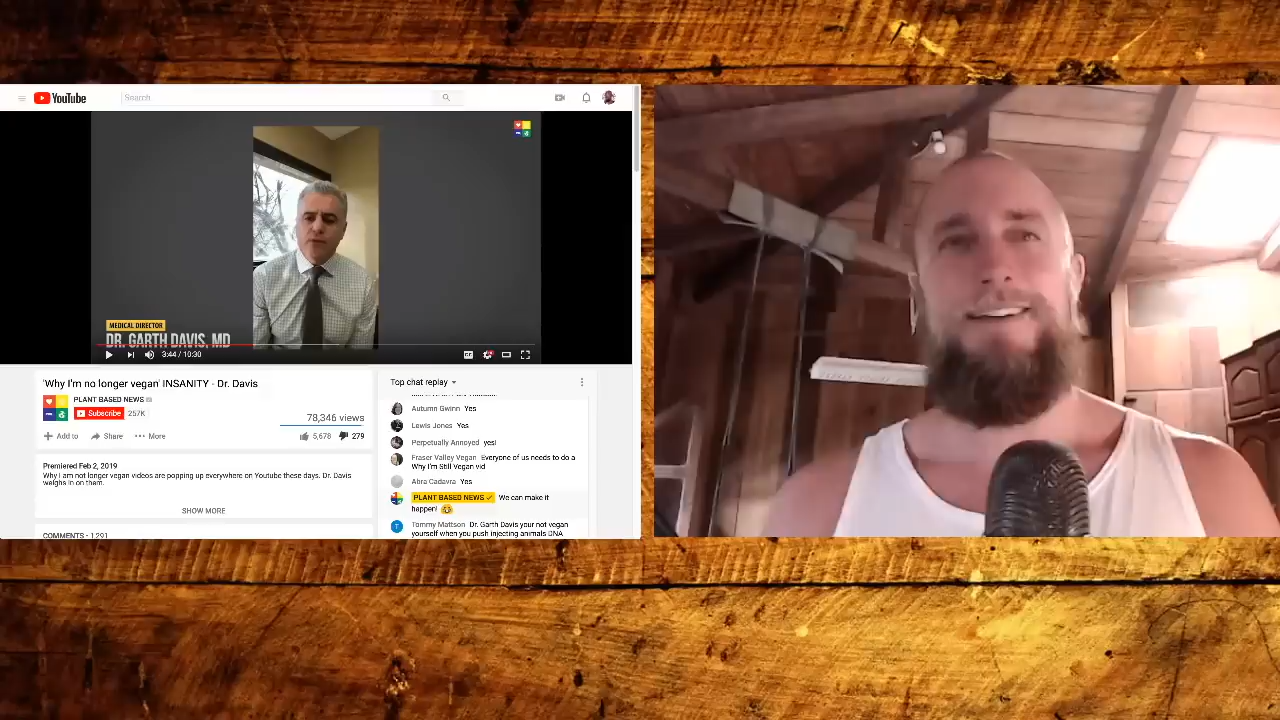 YouTube
Search
MEDICAL DIRECTOR
DR. GARTH DAVIS, MD
3:44 / 10:30
'Why I'm no longer vegan' INSANITY - Dr. Davis
PLANT BASED NEWS
Subscribe 257K
78,346 views
Add to Share More
5,678 279
Premiered Feb 2, 2019
Why I am not longer vegan videos are popping up everywhere on Youtube these days. Dr. Davis
weighs in on them.
SHOW MORE
COMMENTS • 1,291
Top chat replay
Autumn Gwinn Yes
Lewis Jones Yes
Perpetually Annoyed yes!
Fraser Valley Vegan Everyone of us needs to do a
Why I'm Still Vegan vid
Abra Cadavra Yes
PLANT BASED NEWS We can make it
happen!
T
Tommy Mattson Dr. Garth Davis your not vegan
yourself when you push injecting animals DNA